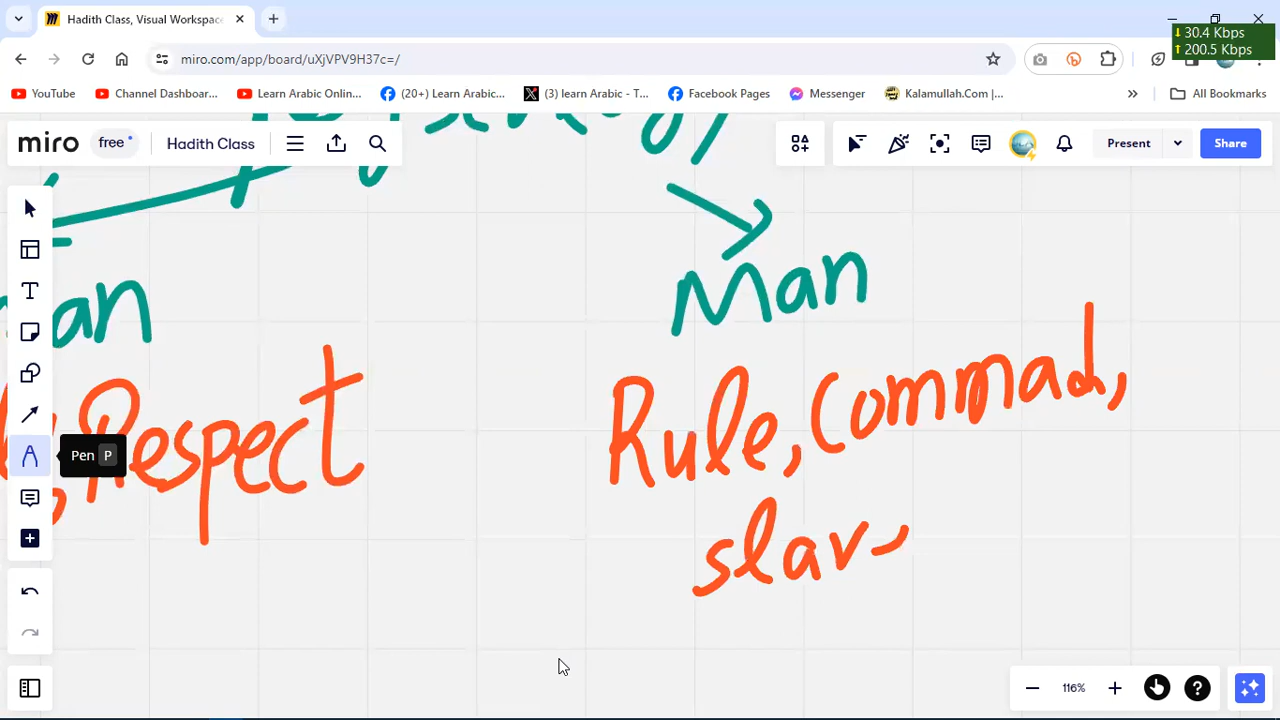 Hadith Class, Visual Workspac
30.4 Kbps
200.5 Kbps
miro.com/app/board/uXjVPV9H37c=/
YouTube
Channel Dashboar...
Learn Arabic Onlin...
(20+) Learn Arabic...
(3) learn Arabic - T...
Facebook Pages
Messenger
Kalamullah.Com |...
All Bookmarks
miro
free
Hadith Class
Present
Share
Man
an
Respect
Rule, Commad,
slav
Pen P
116%